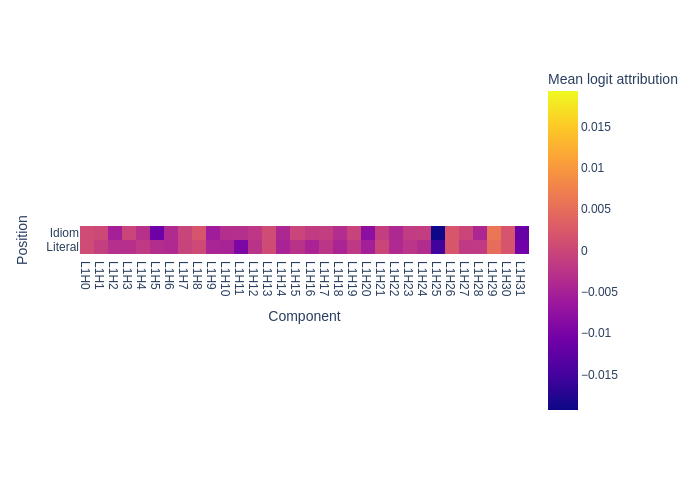 Mean logit attribution
0.015
0.01
0.005
0
−0.005
−0.01
−0.015
Position
Idiom
Literal
L1H0
L1H1
L1H2
L1H3
L1H4
L1H5
L1H6
L1H7
L1H8
L1H9
L1H10
L1H11
L1H12
L1H13
L1H14
L1H15
L1H16
L1H17
L1H18
L1H19
L1H20
L1H21
L1H22
L1H23
L1H24
L1H25
L1H26
L1H27
L1H28
L1H29
L1H30
L1H31
Component